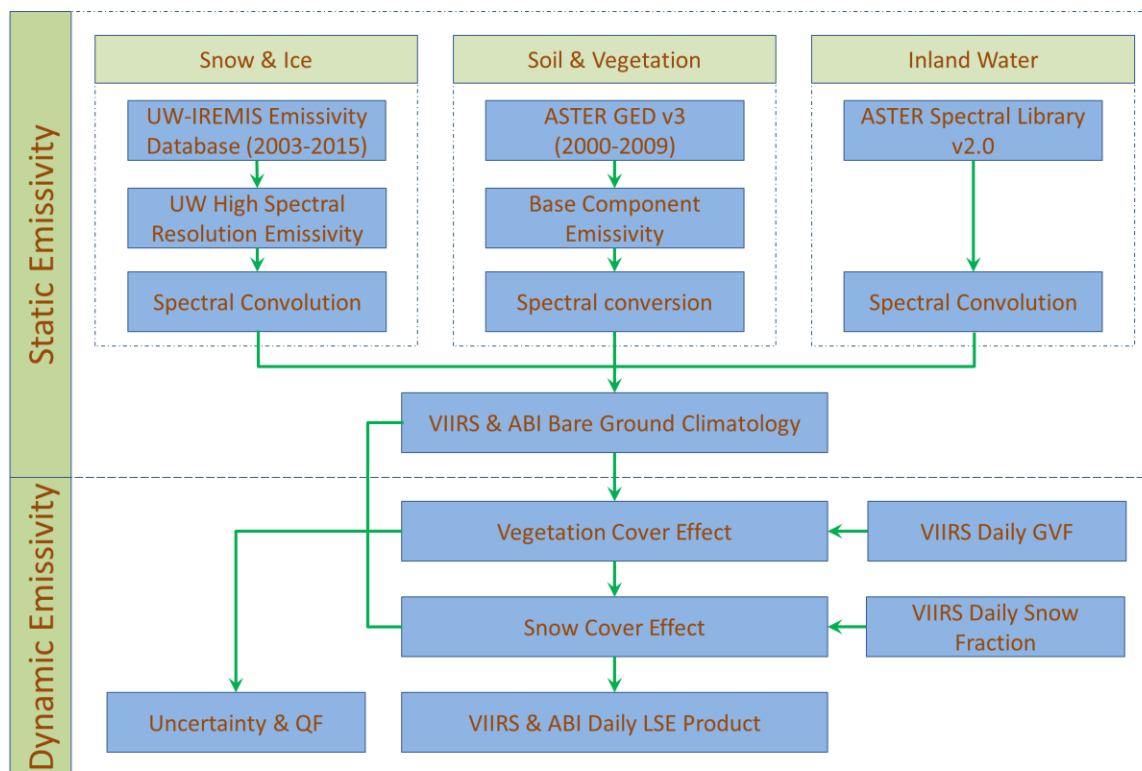 Static Emissivity
Snow & Ice
Soil & Vegetation
Inland Water
UW-IREMIS Emissivity
Database (2003-2015)
ASTER GED v3
(2000-2009)
ASTER Spectral Library
v2.0
UW High Spectral
Resolution Emissivity
Base Component
Emissivity
Spectral Convolution
Spectral conversion
Spectral Convolution
VIIRS & ABI Bare Ground Climatology
Dynamic Emissivity
Vegetation Cover Effect
VIIRS Daily GVF
Snow Cover Effect
VIIRS Daily Snow
Fraction
Uncertainty & QF
VIIRS & ABI Daily LSE Product